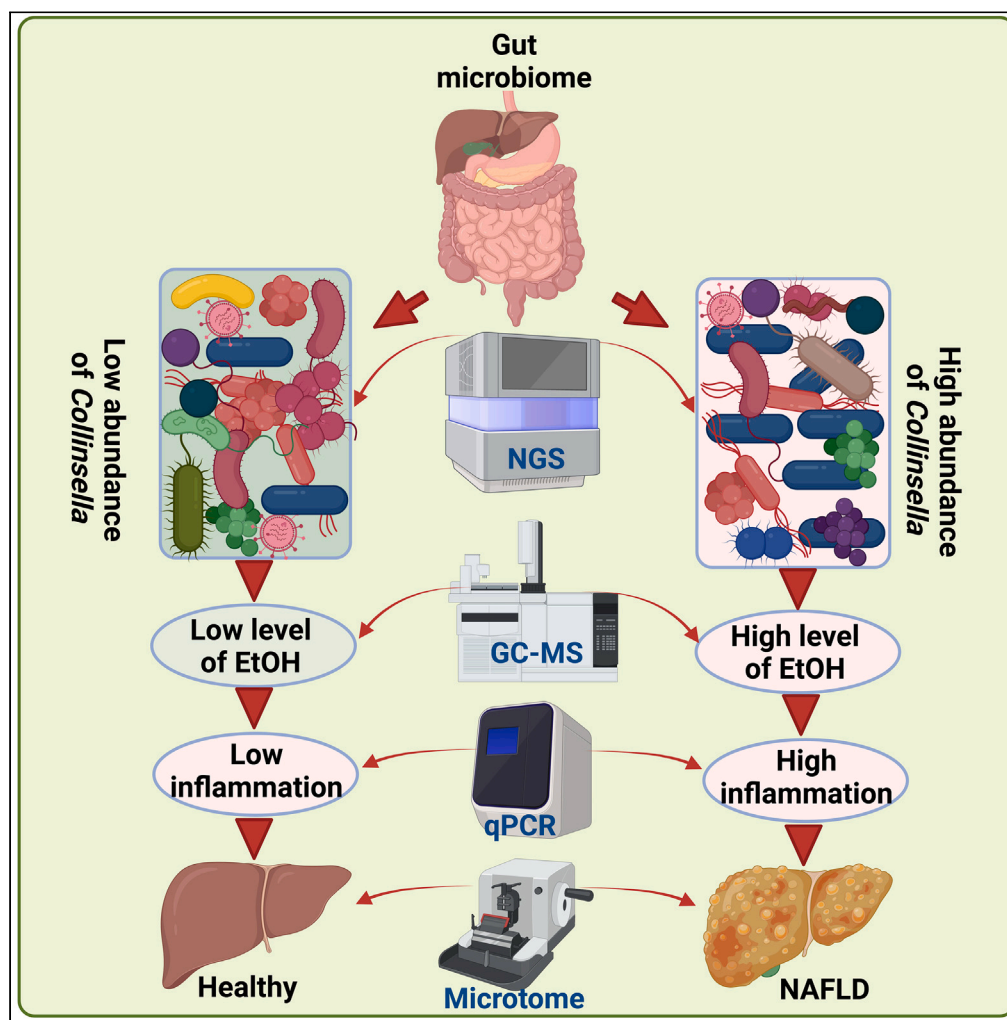 Gut
microbiome
Low abundance
of Collinsella
High abundance
of Collinsella
NGS
Low level
of EtOH
GC-MS
High level
of EtOH
Low
inflammation
qPCR
High
inflammation
Healthy
Microtome
NAFLD